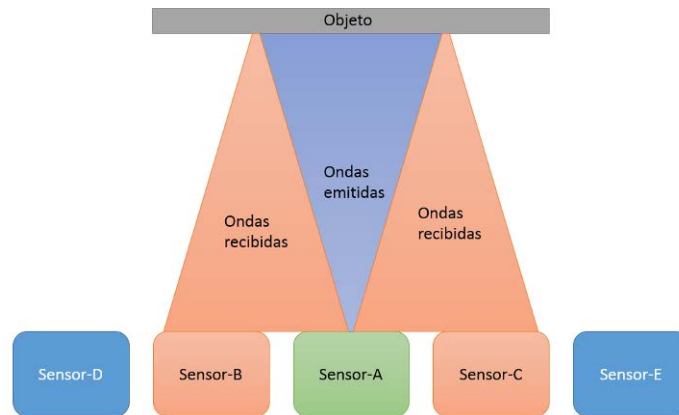 Objeto
Ondas
emitidas
Ondas
recibidas
Ondas
recibidas
Sensor-D
Sensor-B
Sensor-A
Sensor-C
Sensor-E